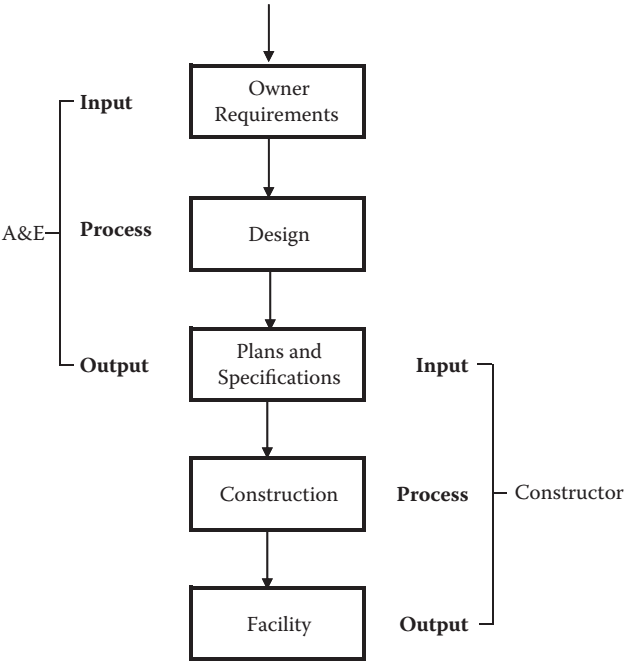 Owner
Requirements
Input
A&E
Process
Design
Output
Plans and
Specifications
Input
Construction
Process
Constructor
Facility
Output